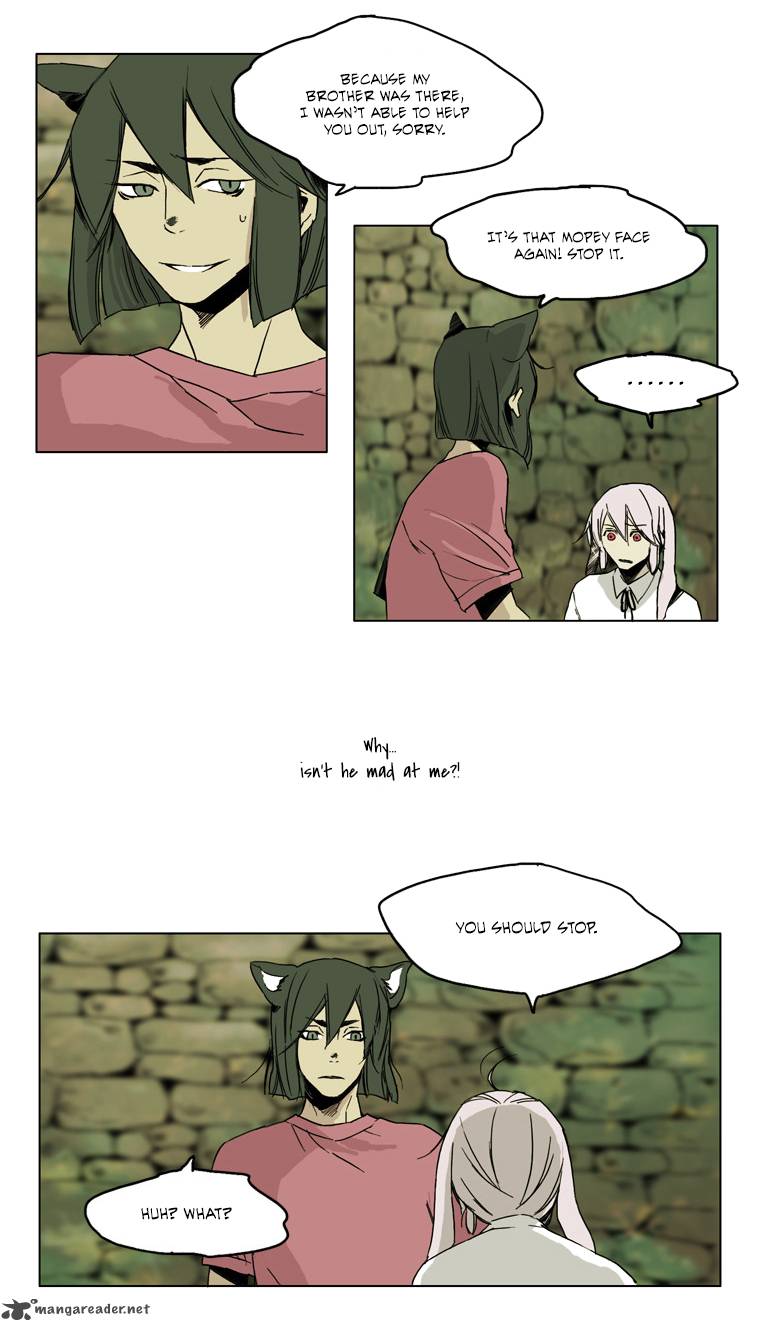 BECAUSE MY
BROTHER WAS THERE,
I WASN'T ABLE TO HELP
YOU OUT, SORRY.
IT'S THAT MOPEY FACE
AGAIN! STOP IT.
......
Why...
isn't he mad at me?!
YOU SHOULD STOP.
HUH? WHAT?
mangareader.net